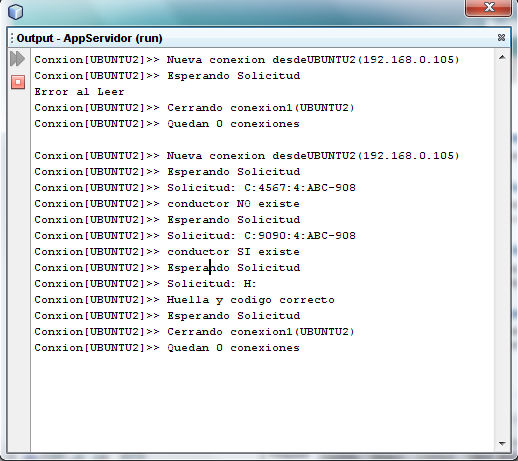 Output - AppServidor (run)
Conxion[UBUNTU2]>> Nueva conexion desdeUBUNTU2(192.168.0.105)
Conxion[UBUNTU2]>> Esperando Solicitud
Error al Leer
Conxion[UBUNTU2]>> Cerrando conexion1(UBUNTU2)
Conxion[UBUNTU2]>> Quedan 0 conexiones
Conxion[UBUNTU2]>> Nueva conexion desdeUBUNTU2(192.168.0.105)
Conxion[UBUNTU2]>> Esperando Solicitud
Conxion[UBUNTU2]>> Solicitud: C:4567:4:ABC-908
Conxion[UBUNTU2]>> conductor NO existe
Conxion[UBUNTU2]>> Esperando Solicitud
Conxion[UBUNTU2]>> Solicitud: C:9090:4:ABC-908
Conxion[UBUNTU2]>> conductor SI existe
Conxion[UBUNTU2]>> Esperando Solicitud
Conxion[UBUNTU2]>> Solicitud: H:
Conxion[UBUNTU2]>> Huella y codigo correcto
Conxion[UBUNTU2]>> Esperando Solicitud
Conxion[UBUNTU2]>> Cerrando conexion1(UBUNTU2)
Conxion[UBUNTU2]>> Quedan 0 conexiones